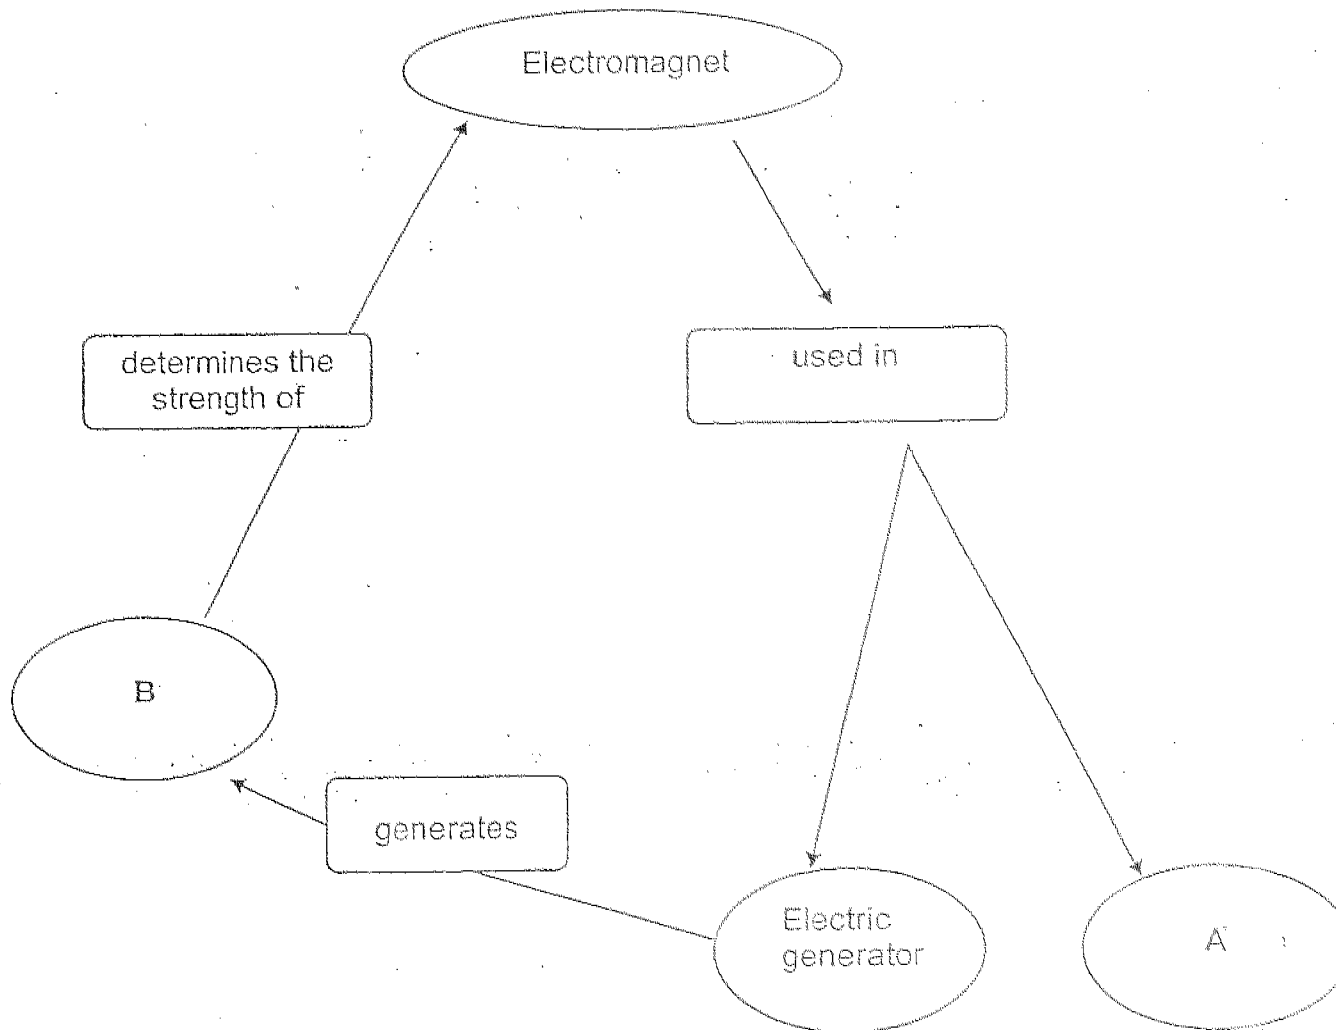 Electromagnet
determines the
strength of
used in
B
generates
Electric
generator
A